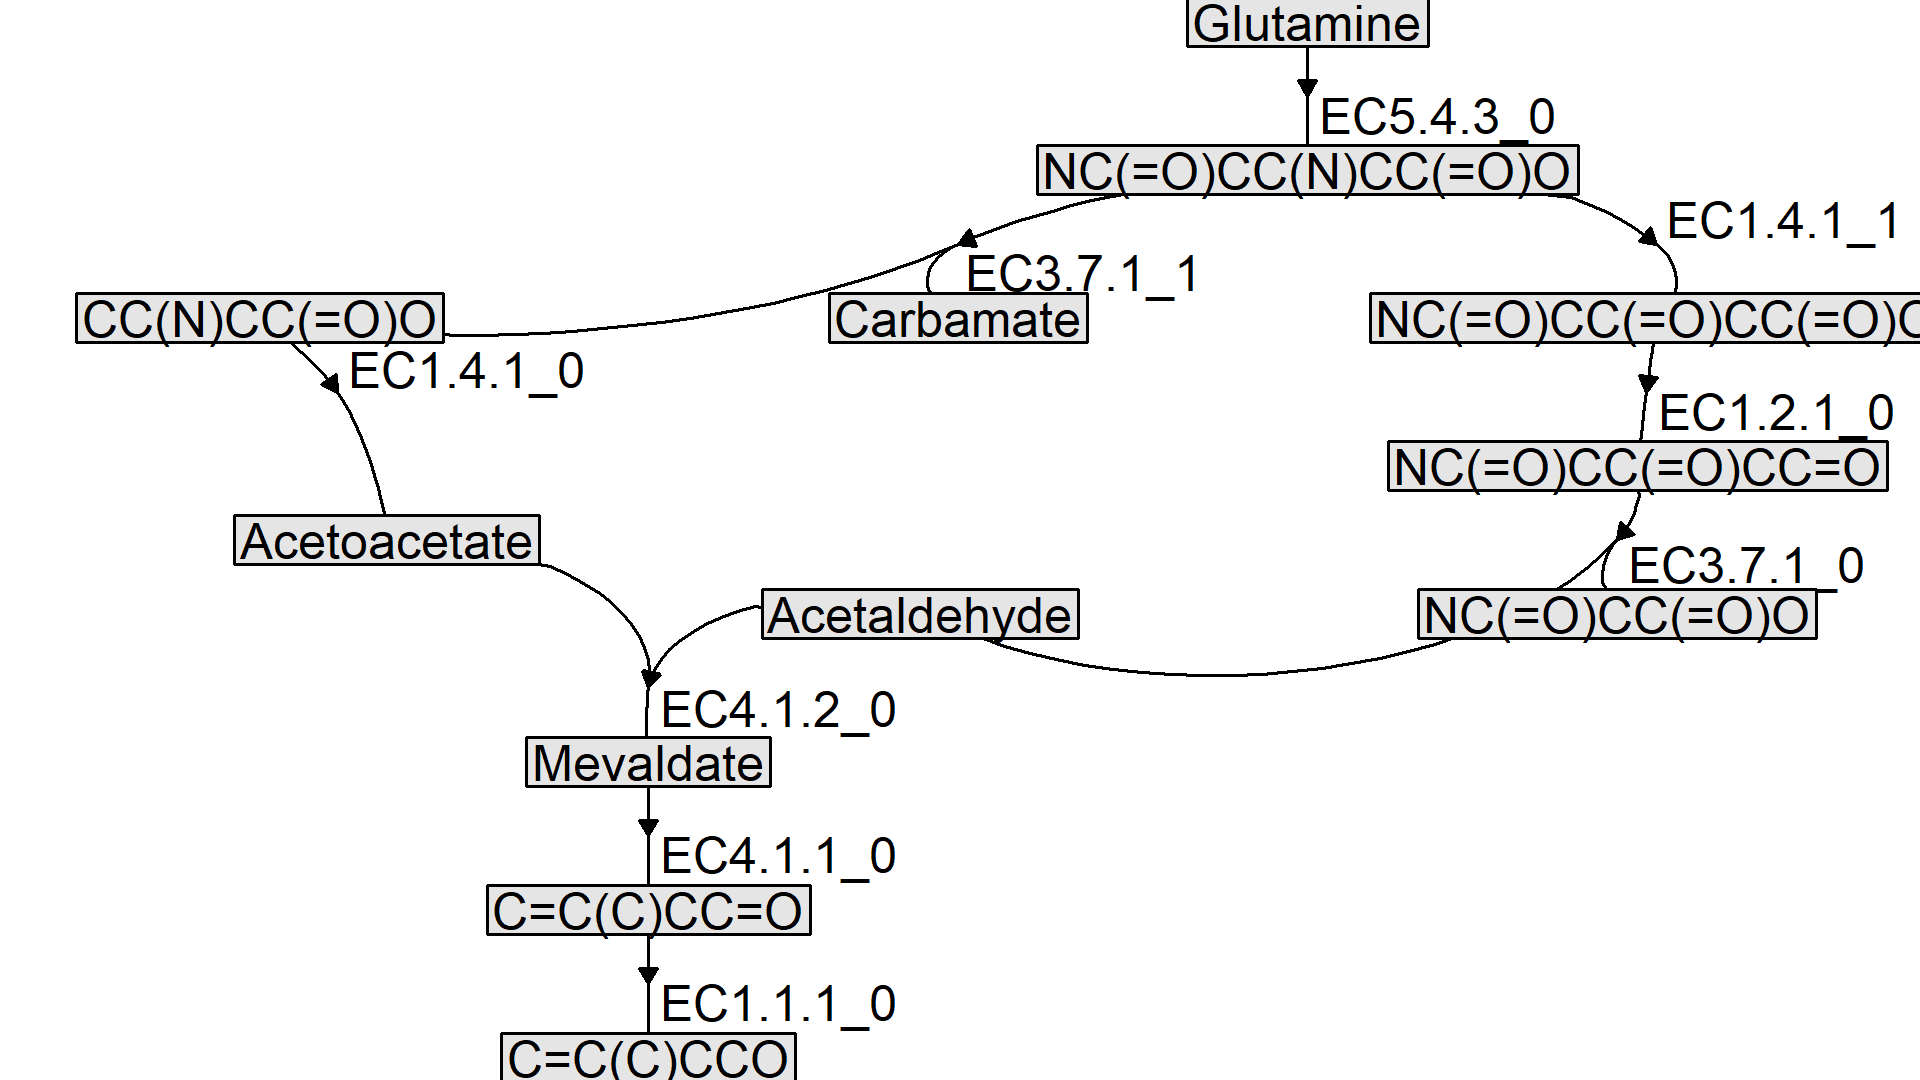 Glutamine
EC5.4.3_0
NC(=O)CC(N)CC(=O)O
EC1.4.1_1
EC3.7.1_1
CC(N)CC(=O)O
Carbamate
NC(=O)CC(=O)CC(=O)O
EC1.4.1_0
EC1.2.1_0
NC(=O)CC(=O)CC=O
Acetoacetate
EC3.7.1_0
Acetaldehyde
NC(=O)CC(=O)O
EC4.1.2_0
Mevaldate
EC4.1.1_0
C=C(C)CC=O
EC1.1.1_0
C=C(C)CCO